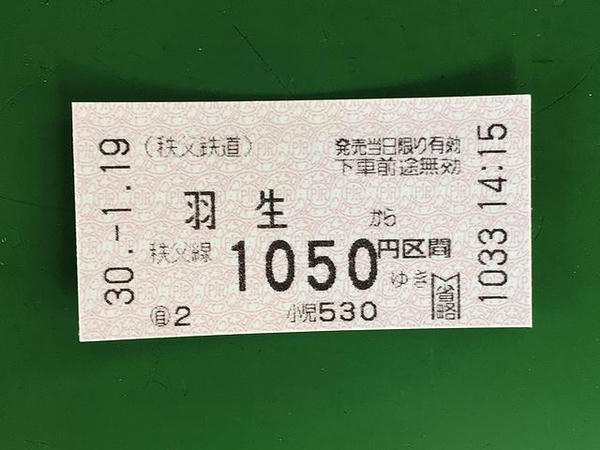 30.-1.19
（秩父鉄道）
発売当日限り有効
下車前途無効
羽生から
秩父線 1050円区間ゆき
㊂2 小児530
省略
1033 14:15